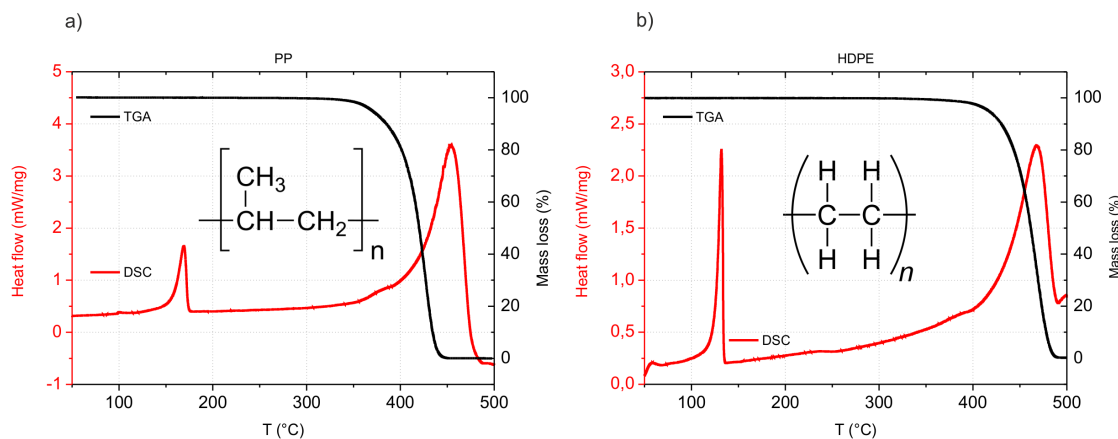 a)
PP
5
4
3
2
1
0
-1
Heat flow (mW/mg)
100
80
60
40
20
0
Mass loss (%)
TGA
DSC
CH3
CH
CH2
n
100
200
300
400
500
T (°C)
b)
HDPE
3,0
2,5
2,0
1,5
1,0
0,5
0,0
Heat flow (mW/mg)
100
80
60
40
20
0
Mass loss (%)
TGA
DSC
H H
C C
H H
n
100
200
300
400
500
T (°C)